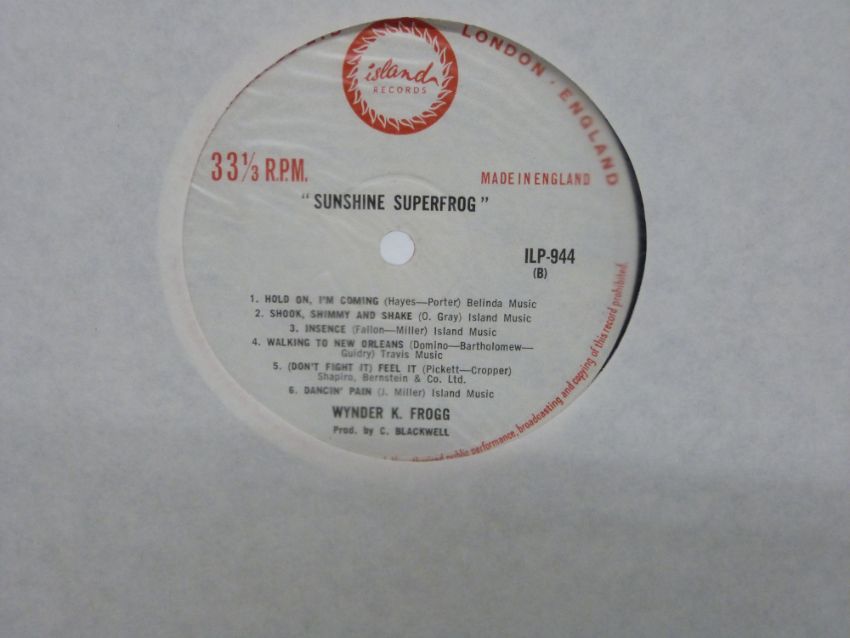 LONDON · ENGLAND
island
RECORDS
33 1/3 R.P.M.
MADE IN ENGLAND
"SUNSHINE SUPERFROG"
ILP-944
(B)
1. HOLD ON, I'M COMING (Hayes—Porter) Belinda Music
2. SHOOK, SHIMMY AND SHAKE (O. Gray) Island Music
3. INSENCE (Fallon—Miller) Island Music
4. WALKING TO NEW ORLEANS (Domino—Bartholomew—
Guidry) Travis Music
5. (DON'T FIGHT IT) FEEL IT (Pickett—Cropper)
Shapiro, Bernstein & Co. Ltd.
6. DANCIN' PAIN (J. Miller) Island Music
WYNDER K. FROGG
Prod. by C. BLACKWELL
public performance, broadcasting and copying of this record prohibited.